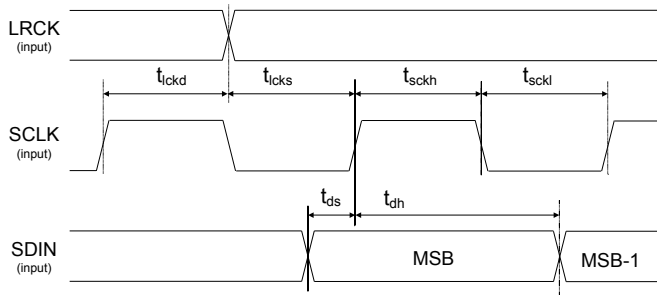 LRCK
(input)
tlckd
tlcks
tsckh
tsckl
SCLK
(input)
tds
tdh
SDIN
(input)
MSB
MSB-1